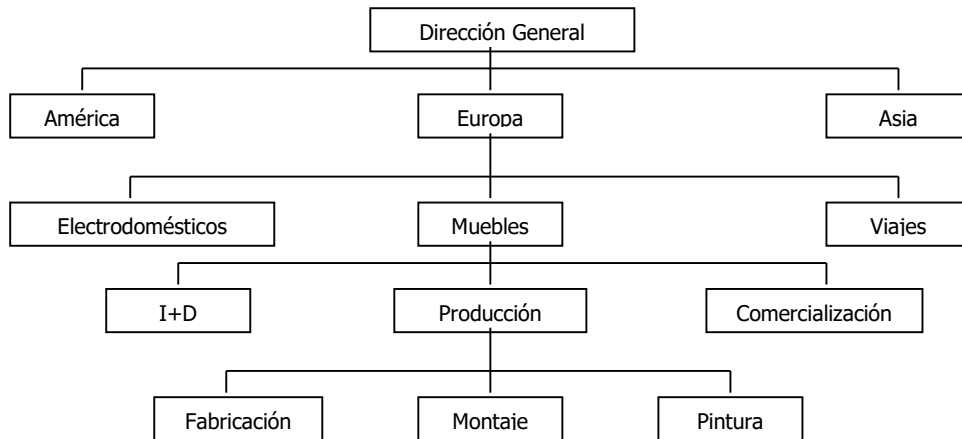 Dirección General
América
Europa
Asia
Electrodomésticos
Muebles
Viajes
I+D
Producción
Comercialización
Fabricación
Montaje
Pintura